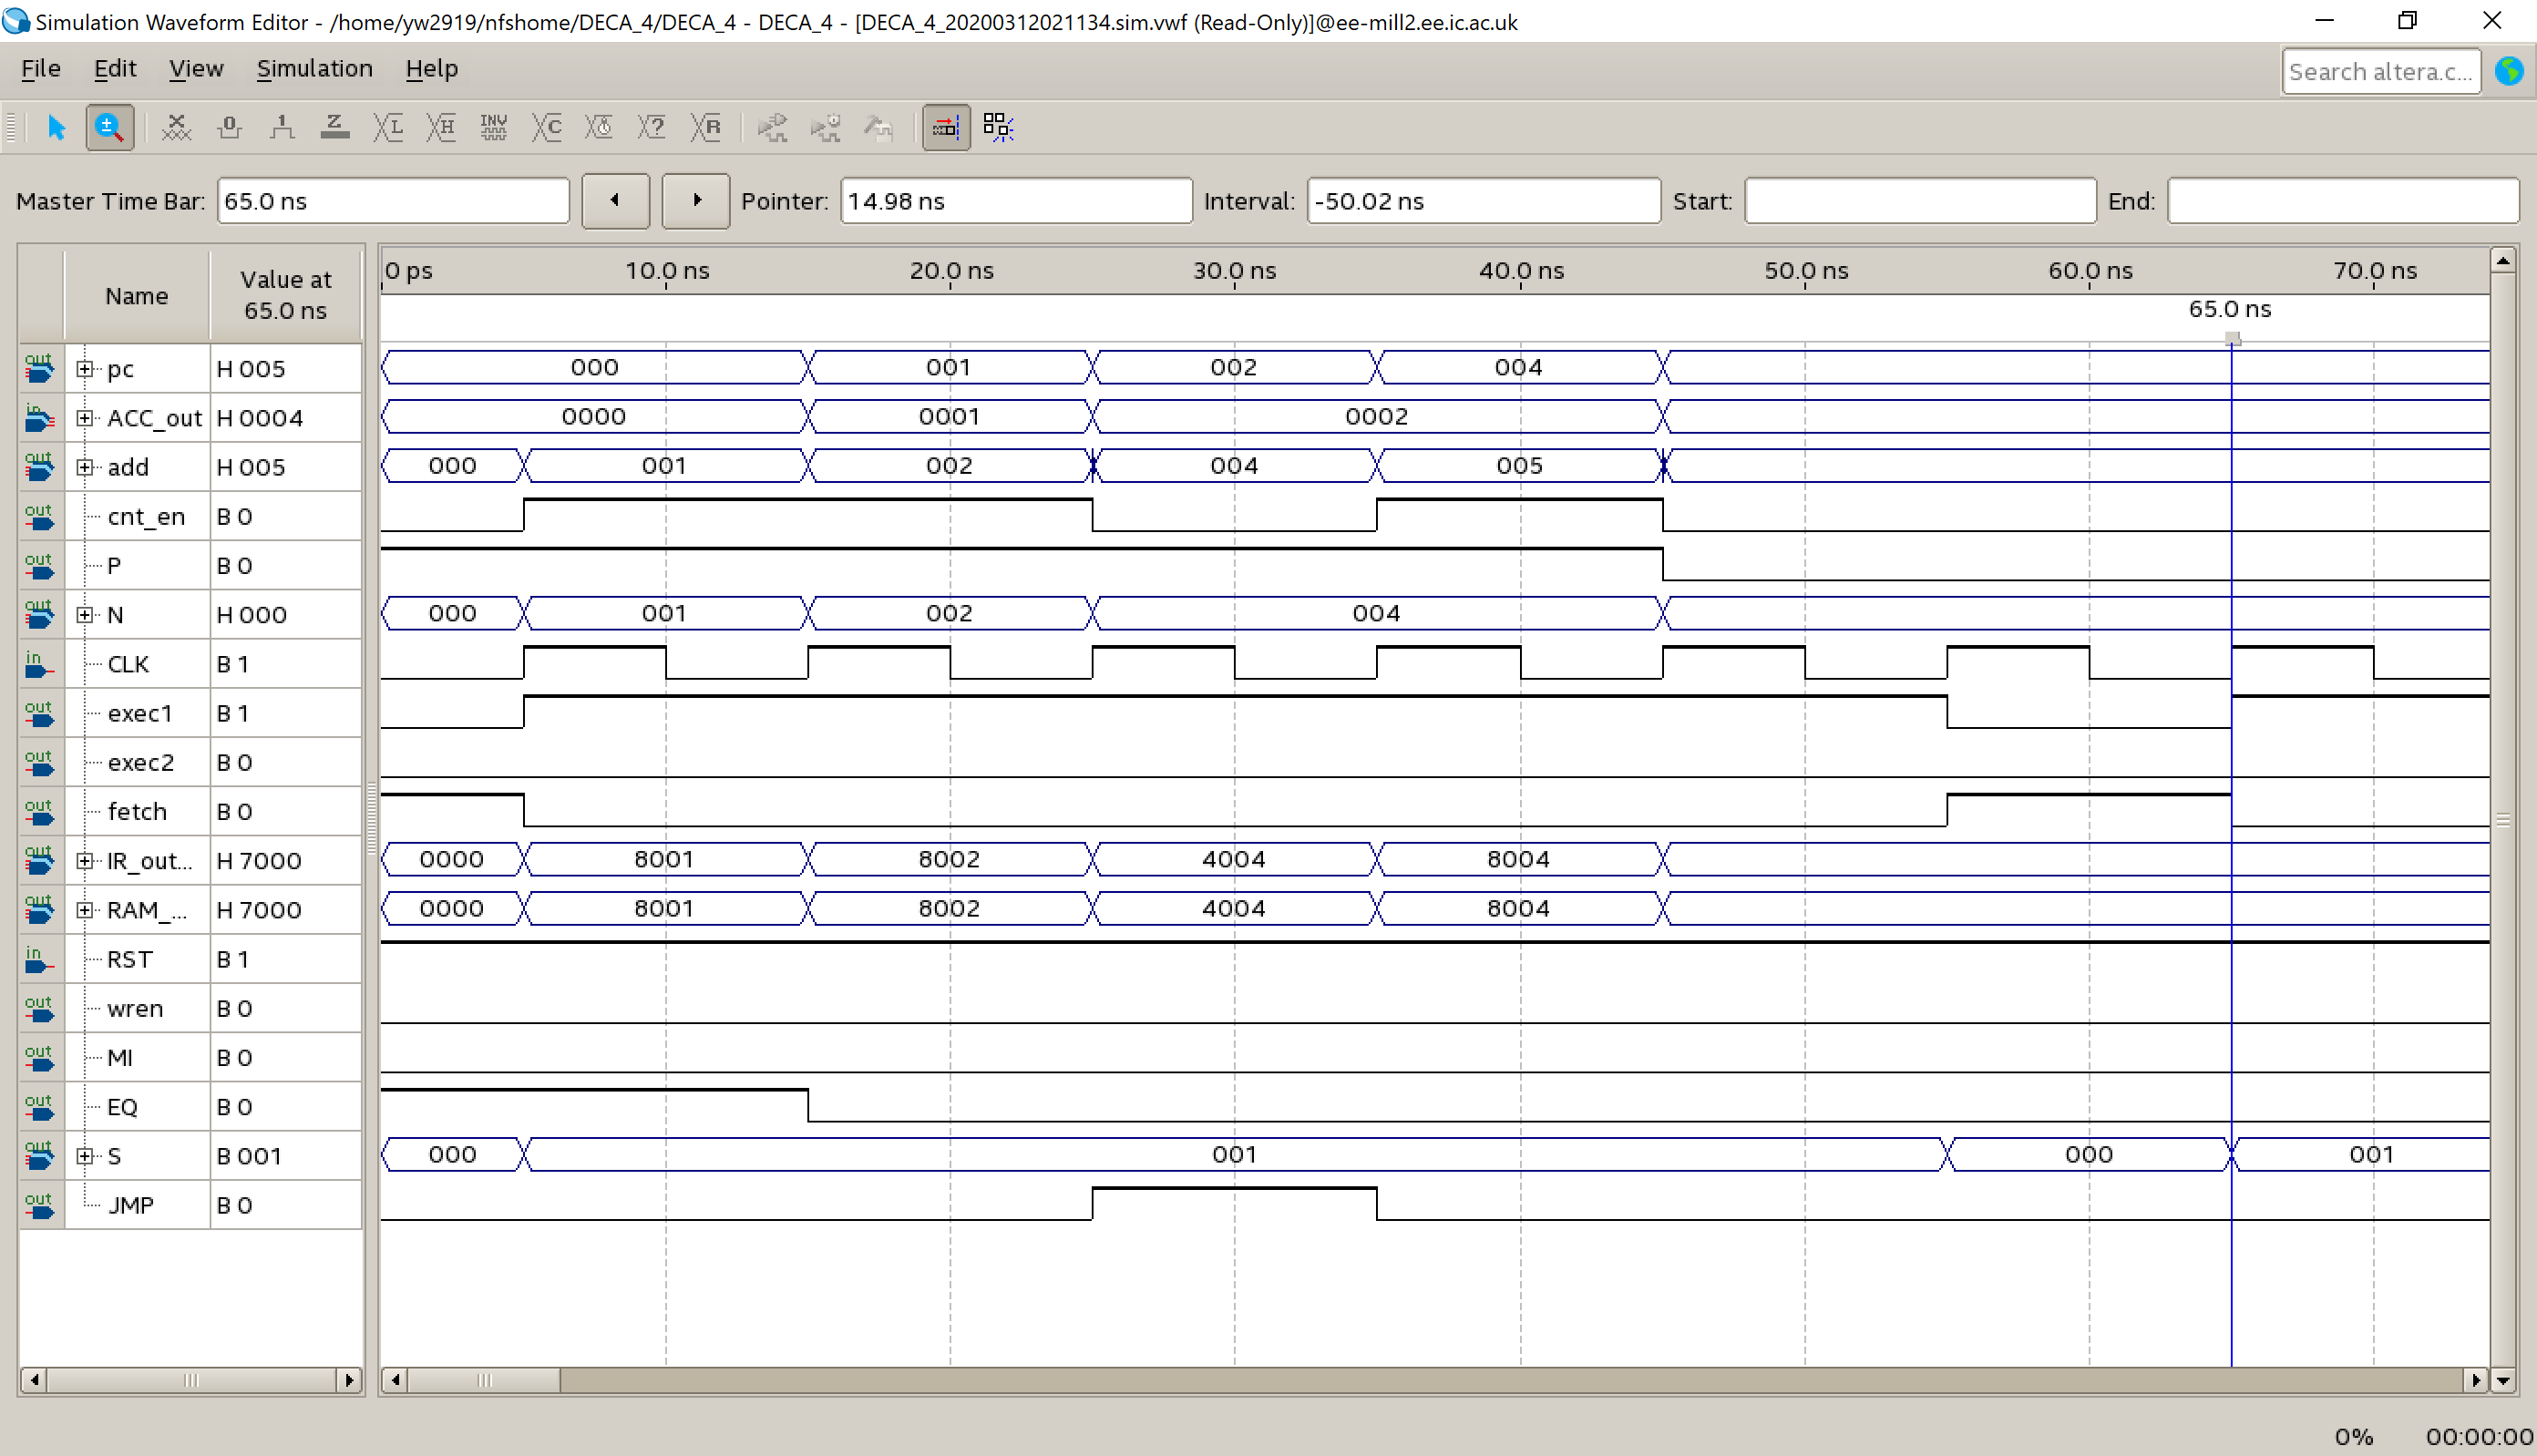 Simulation Waveform Editor - /home/yw2919/nfshome/DECA_4/DECA_4 - DECA_4 - [DECA_4_20200312021134.sim.vwf (Read-Only)]@ee-mill2.ee.ic.ac.uk
File Edit View Simulation Help Search altera.c...
Master Time Bar: 65.0 ns Pointer: 14.98 ns Interval: -50.02 ns Start: End:
Name Value at 65.0 ns 0 ps 10.0 ns 20.0 ns 30.0 ns 40.0 ns 50.0 ns 60.0 ns 70.0 ns
65.0 ns
out pc H 005 000 001 002 004
in ACC_out H 0004 0000 0001 0002
out add H 005 000 001 002 004 005
out cnt_en B 0
out P B 0
out N H 000 000 001 002 004
in CLK B 1
out exec1 B 1
out exec2 B 0
out fetch B 0
out IR_out... H 7000 0000 8001 8002 4004 8004
out RAM_... H 7000 0000 8001 8002 4004 8004
in RST B 1
out wren B 0
out MI B 0
out EQ B 0
out S B 001 000 001 000 001
out JMP B 0
0% 00:00:00